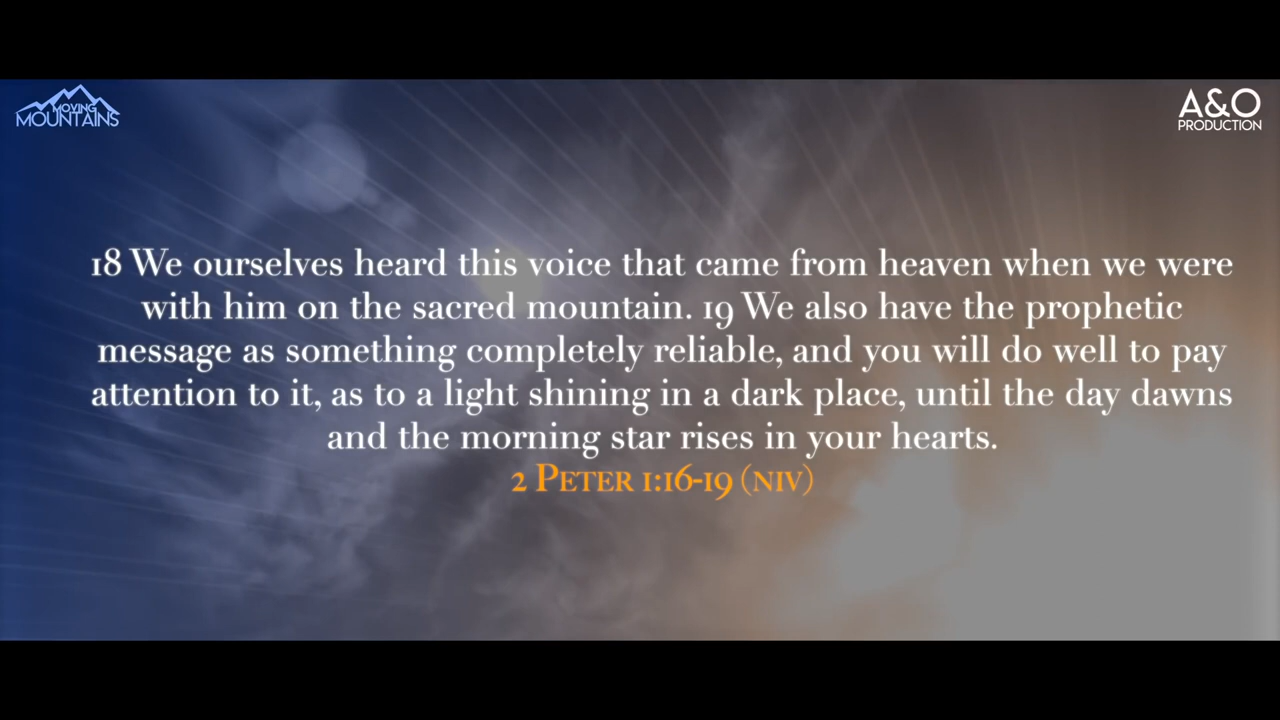 MOVING
MOUNTAINS
A&O
PRODUCTION
18 We ourselves heard this voice that came from heaven when we were
with him on the sacred mountain. 19 We also have the prophetic
message as something completely reliable, and you will do well to pay
attention to it, as to a light shining in a dark place, until the day dawns
and the morning star rises in your hearts.
2 Peter 1:16-19 (NIV)